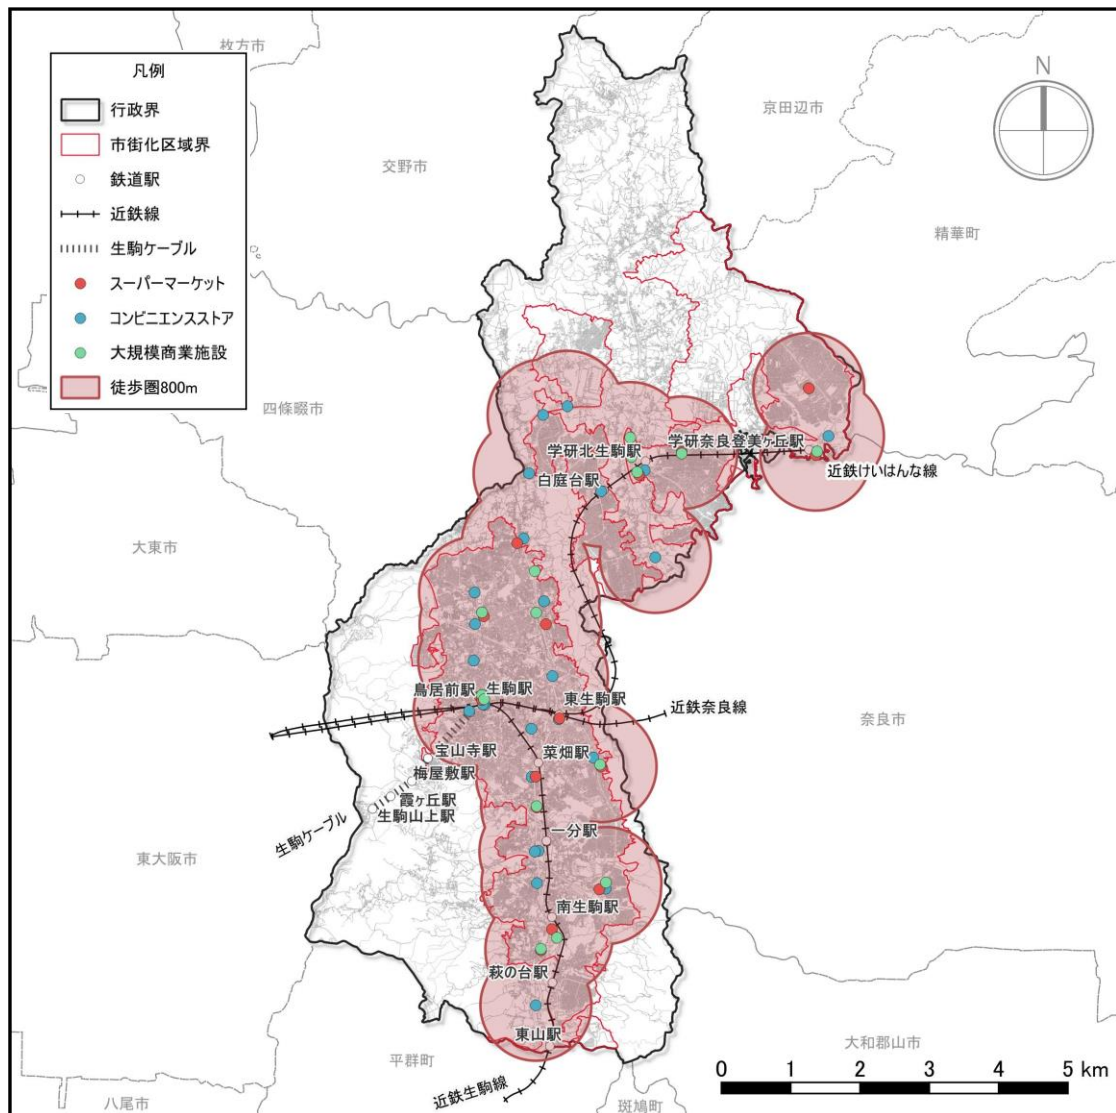 枚方市
凡例
行政界
市街化区域界
鉄道駅
近鉄線
生駒ケーブル
スーパーマーケット
コンビニエンスストア
大規模商業施設
徒歩圏800m
N
京田辺市
交野市
精華町
四條畷市
学研奈良登美ヶ丘駅
学研北生駒駅
近鉄けいはんな線
白庭台駅
大東市
鳥居前駅
生駒駅
東生駒駅
近鉄奈良線
奈良市
宝山寺駅
菜畑駅
梅屋敷駅
霞ヶ丘駅
生駒山上駅
生駒ケーブル
一分駅
東大阪市
南生駒駅
萩の台駅
東山駅
大和郡山市
平群町
0 1 2 3 4 5 km
近鉄生駒線
八尾市
斑鳩町